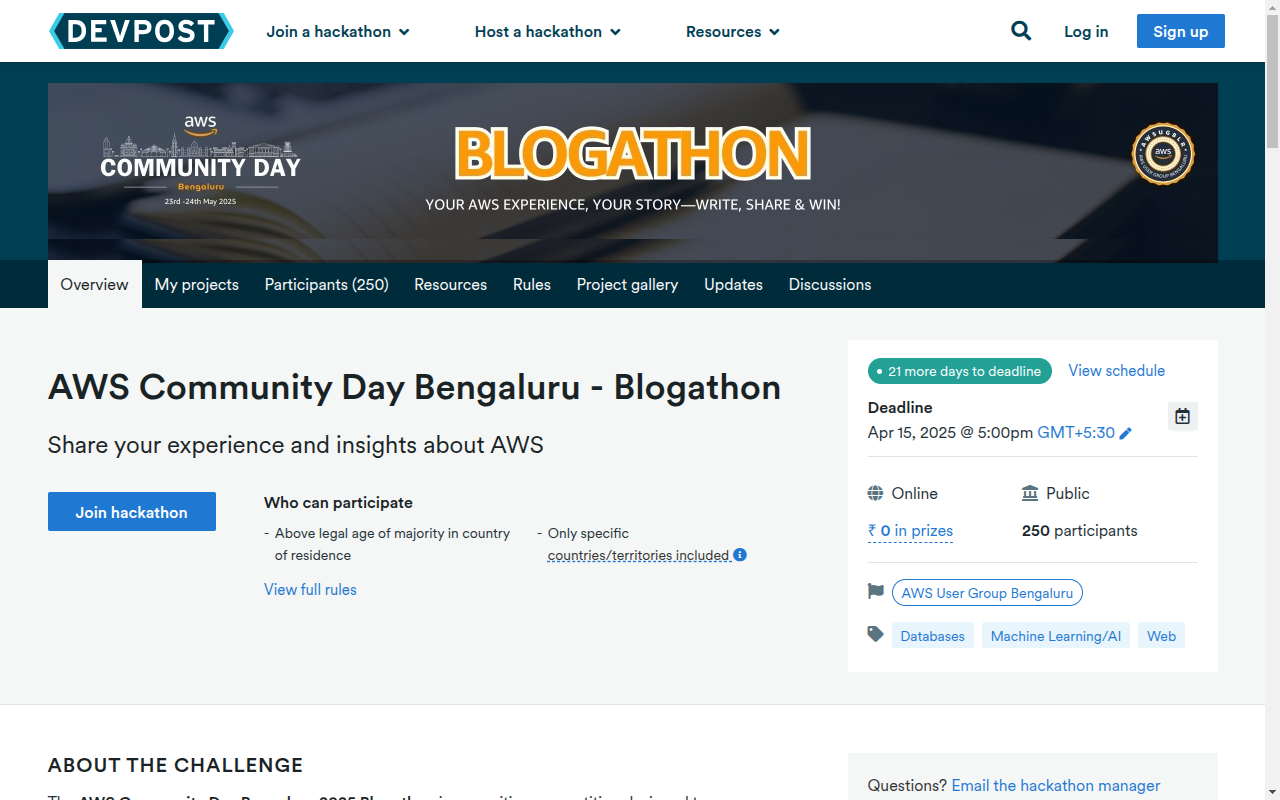 DEVPOST
Join a hackathon
Host a hackathon
Resources
Log in
Sign up
aws
COMMUNITY DAY
Bengaluru
23rd -24th May 2025
BLOGATHON
YOUR AWS EXPERIENCE, YOUR STORY—WRITE, SHARE & WIN!
AWSUGBLR
aws
AWS USER GROUP BENGALURU
Overview
My projects
Participants (250)
Resources
Rules
Project gallery
Updates
Discussions
AWS Community Day Bengaluru - Blogathon
Share your experience and insights about AWS
Join hackathon
Who can participate
- Above legal age of majority in country
of residence
- Only specific
countries/territories included
View full rules
21 more days to deadline
View schedule
Deadline
Apr 15, 2025 @ 5:00pm GMT+5:30
Online
Public
₹ 0 in prizes
250 participants
AWS User Group Bengaluru
Databases
Machine Learning/AI
Web
ABOUT THE CHALLENGE
Questions? Email the hackathon manager